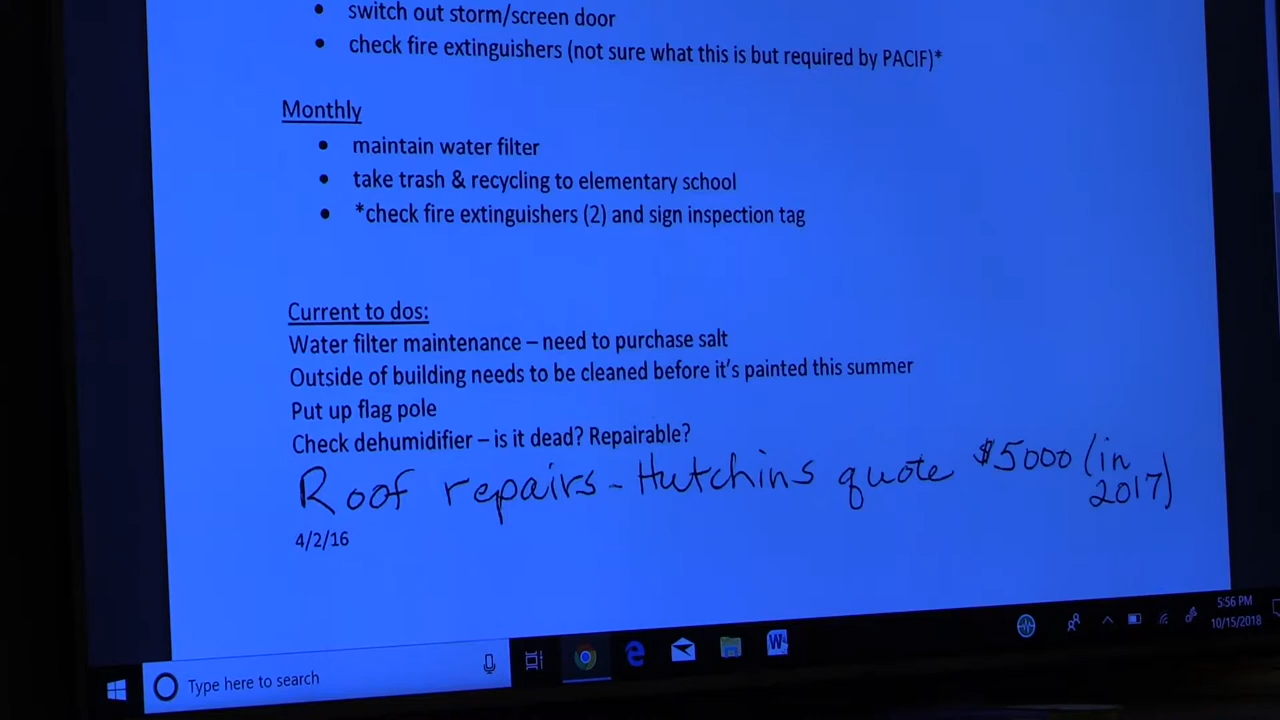 • switch out storm/screen door
• check fire extinguishers (not sure what this is but required by PACIF)*
Monthly
• maintain water filter
• take trash & recycling to elementary school
• *check fire extinguishers (2) and sign inspection tag
Current to dos:
Water filter maintenance – need to purchase salt
Outside of building needs to be cleaned before it's painted this summer
Put up flag pole
Check dehumidifier – is it dead? Repairable?
Roof repairs - Hutchins quote $5000 (in
2017)
4/2/16
5:56 PM
10/15/2018
Type here to search